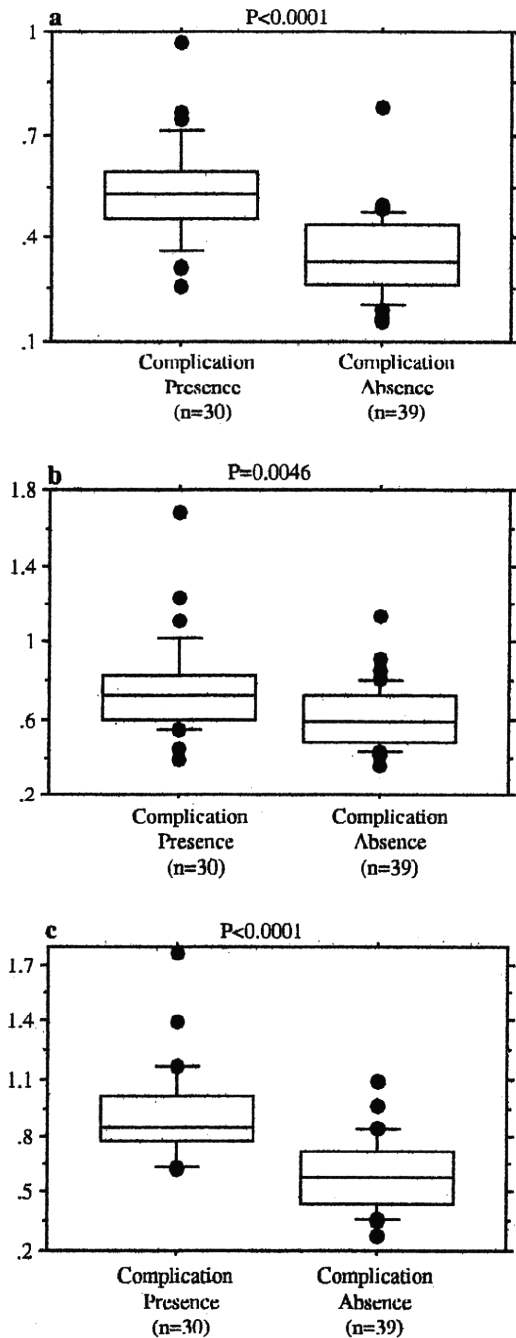 a
P<0.0001
1
.7
.4
.1
Complication Complication
Presence Absence
(n=30) (n=39)
b
P=0.0046
1.8
1.4
1
.6
.2
Complication Complication
Presence Absence
(n=30) (n=39)
c
P<0.0001
1.7
1.4
1.1
.8
.5
.2
Complication Complication
Presence Absence
(n=30) (n=39)